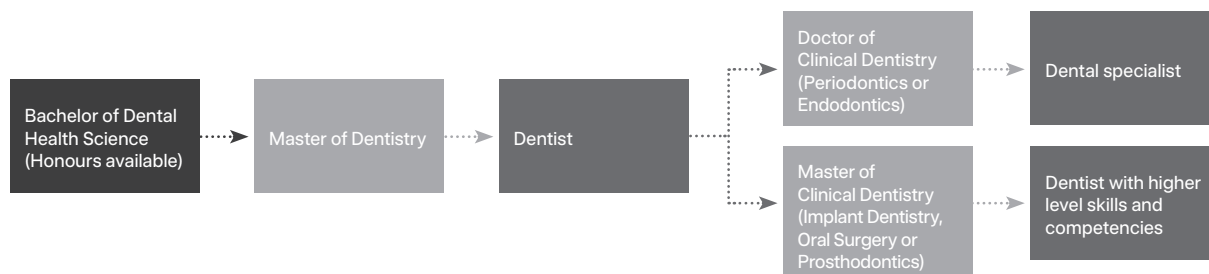 Bachelor of Dental
Health Science
(Honours available)
Master of Dentistry
Dentist
Doctor of
Clinical Dentistry
(Periodontics or
Endodontics)
Dental specialist
Master of
Clinical Dentistry
(Implant Dentistry,
Oral Surgery or
Prosthodontics)
Dentist with higher
level skills and
competencies